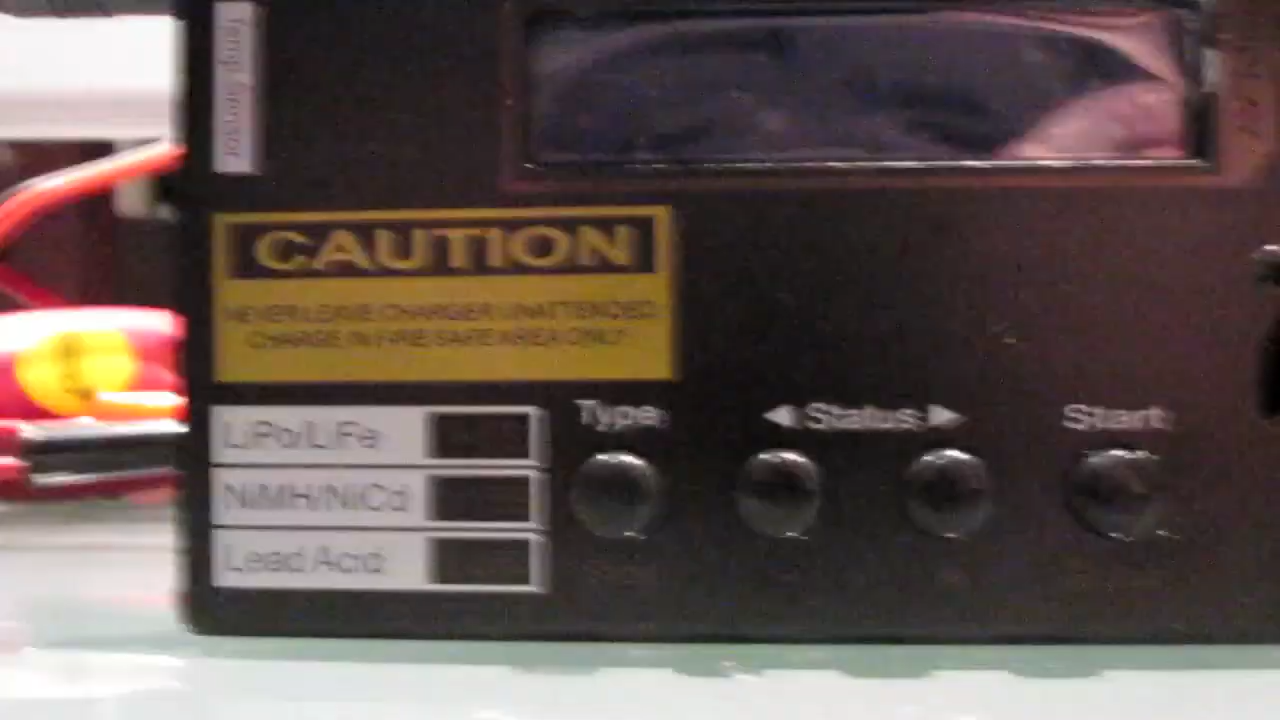 Temp Sensor
CAUTION
NEVER LEAVE CHARGER UNATTENDED
CHARGE IN FIRE SAFE AREA ONLY
LiPo/LiFe
NiMH/NiCd
Lead Acid
Type
◀ Status ▶
Start